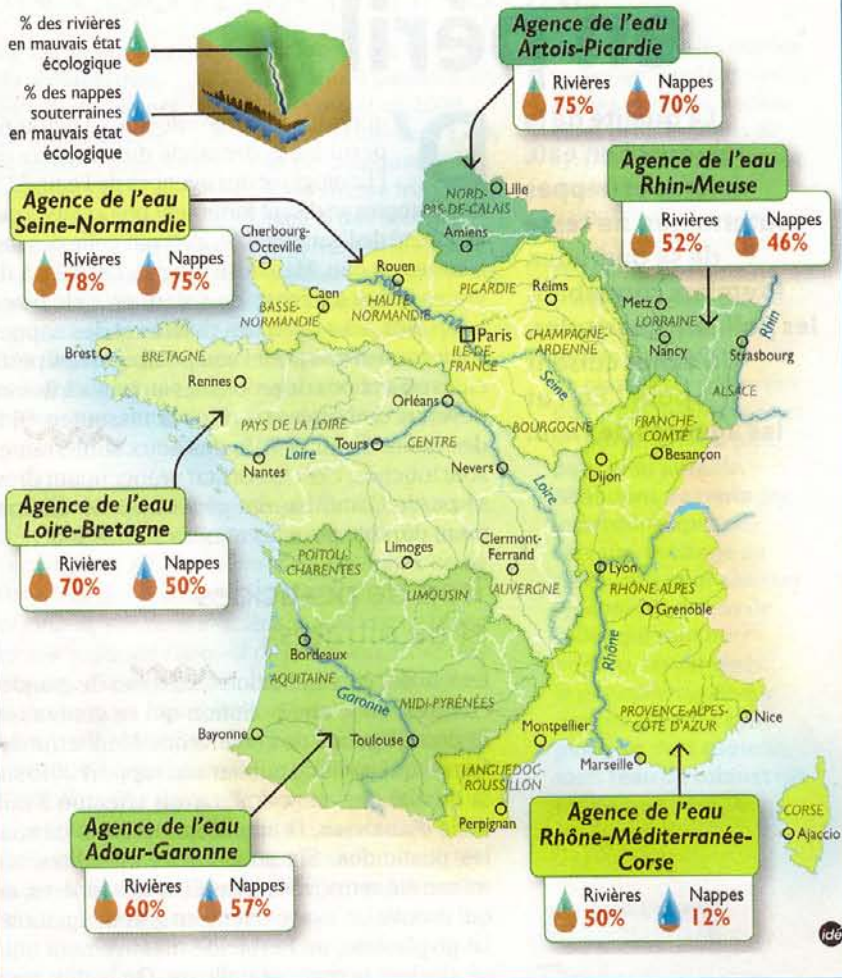 % des rivières
en mauvais état
écologique
% des nappes
souterraines
en mauvais état
écologique
Agence de l'eau
Artois-Picardie
Rivières
75%
Nappes
70%
Agence de l'eau
Rhin-Meuse
Rivières
52%
Nappes
46%
Agence de l'eau
Seine-Normandie
Rivières
78%
Nappes
75%
Agence de l'eau
Loire-Bretagne
Rivières
70%
Nappes
50%
Agence de l'eau
Adour-Garonne
Rivières
60%
Nappes
57%
Agence de l'eau
Rhône-Méditerranée-
Corse
Rivières
50%
Nappes
12%
Lille
NORD-
PAS-DE-CALAIS
Amiens
Cherbourg-
Octeville
Rouen
PICARDIE
Reims
Caen
HAUTE
NORMANDIE
BASSE-
NORMANDIE
Metz
LORRAINE
Rhin
Paris
ILE-DE-
FRANCE
CHAMPAGNE-
ARDENNE
Nancy
Strasbourg
ALSACE
Brest
BRETAGNE
Rennes
Seine
Orléans
PAYS DE LA LOIRE
CENTRE
BOURGOGNE
FRANCHE-
COMTÉ
Tours
Loire
Nantes
Nevers
Loire
Dijon
Besançon
POITOU-
CHARENTES
Limoges
Clermont-
Ferrand
LIMOUSIN
AUVERGNE
Lyon
RHÔNE ALPES
Grenoble
Rhône
Bordeaux
AQUITAINE
Garonne
MIDI-PYRÉNÉES
Bayonne
Toulouse
Montpellier
PROVENCE-ALPES-
CÔTE D'AZUR
Nice
Marseille
LANGUEDOC-
ROUSSILLON
Perpignan
CORSE
Ajaccio
idé